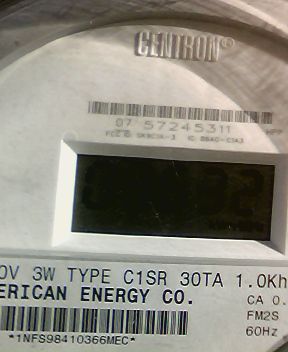 CENTRON®
07 57245311
0V 3W TYPE C1SR 30TA 1.0Kh
ERICAN ENERGY CO.
CA 0.
FM2S
*1NFS98410366MEC*
60Hz